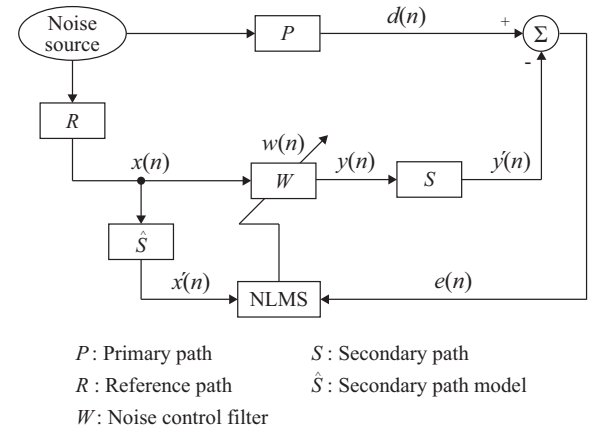 Noise
source
P
d(n)
+
Σ
-
R
x(n)
w(n)
W
y(n)
S
y′(n)
Ŝ
x′(n)
NLMS
e(n)
P : Primary path
S : Secondary path
R : Reference path
Ŝ : Secondary path model
W : Noise control filter